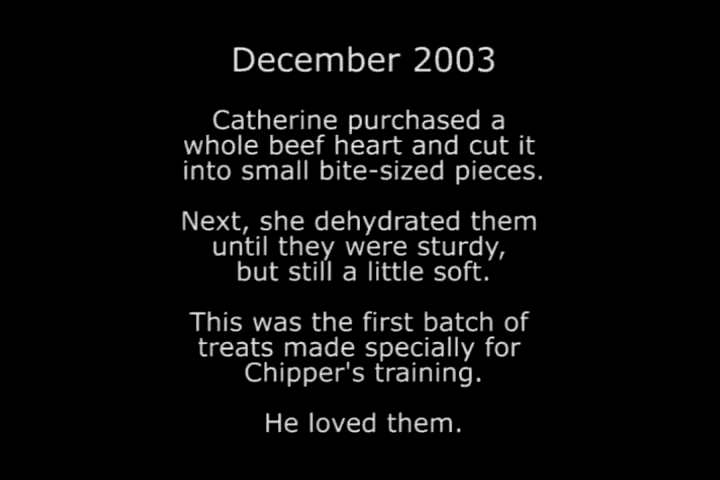 December 2003
Catherine purchased a
whole beef heart and cut it
into small bite-sized pieces.
Next, she dehydrated them
until they were sturdy,
but still a little soft.
This was the first batch of
treats made specially for
Chipper's training.
He loved them.